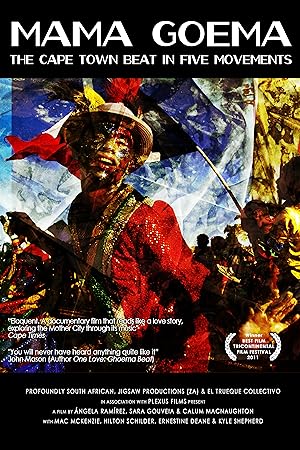 MAMA GOEMA
THE CAPE TOWN BEAT IN FIVE MOVEMENTS
"Eloquent. A documentary film that reads like a love story,
exploring the Mother City through its music"
Cape Times
"You will never have heard anything quite like it"
John Mason (Author One Love: Ghoema Beat)
Winner
BEST FILM
TRICONTINENTAL
FILM FESTIVAL
2011
PROFOUNDLY SOUTH AFRICAN, JIGSAW PRODUCTIONS (ZA) & EL TRUEQUE COLLECTIVO
IN ASSOCIATION WITH PLEXUS FILMS PRESENT
A FILM BY ÁNGELA RAMÍREZ, SARA GOUVEIA & CALUM MACNAUGHTON
WITH MAC MCKENZIE, HILTON SCHILDER, ERNESTINE DEANE & KYLE SHEPHERD